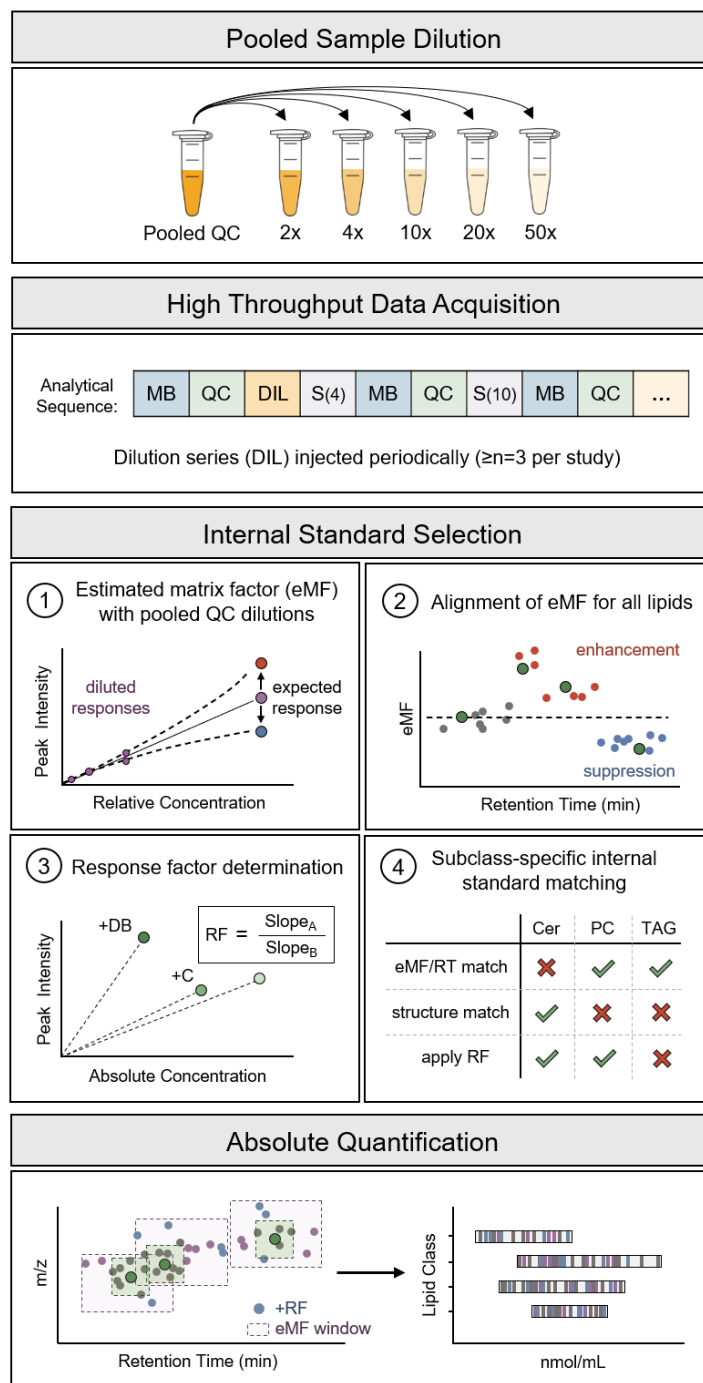 Pooled Sample Dilution
Pooled QC 2x 4x 10x 20x 50x
High Throughput Data Acquisition
Analytical
Sequence:
MB QC DIL S(4) MB QC S(10) MB QC ...
Dilution series (DIL) injected periodically (≥n=3 per study)
Internal Standard Selection
1 Estimated matrix factor (eMF)
with pooled QC dilutions
diluted
responses
expected
response
Peak Intensity
Relative Concentration
2 Alignment of eMF for all lipids
enhancement
eMF
suppression
Retention Time (min)
3 Response factor determination
+DB
RF = Slope_A
Slope_B
+C
Peak Intensity
Absolute Concentration
4 Subclass-specific internal
standard matching
Cer PC TAG
eMF/RT match
structure match
apply RF
Absolute Quantification
m/z
+RF
eMF window
Retention Time (min)
Lipid Class
nmol/mL